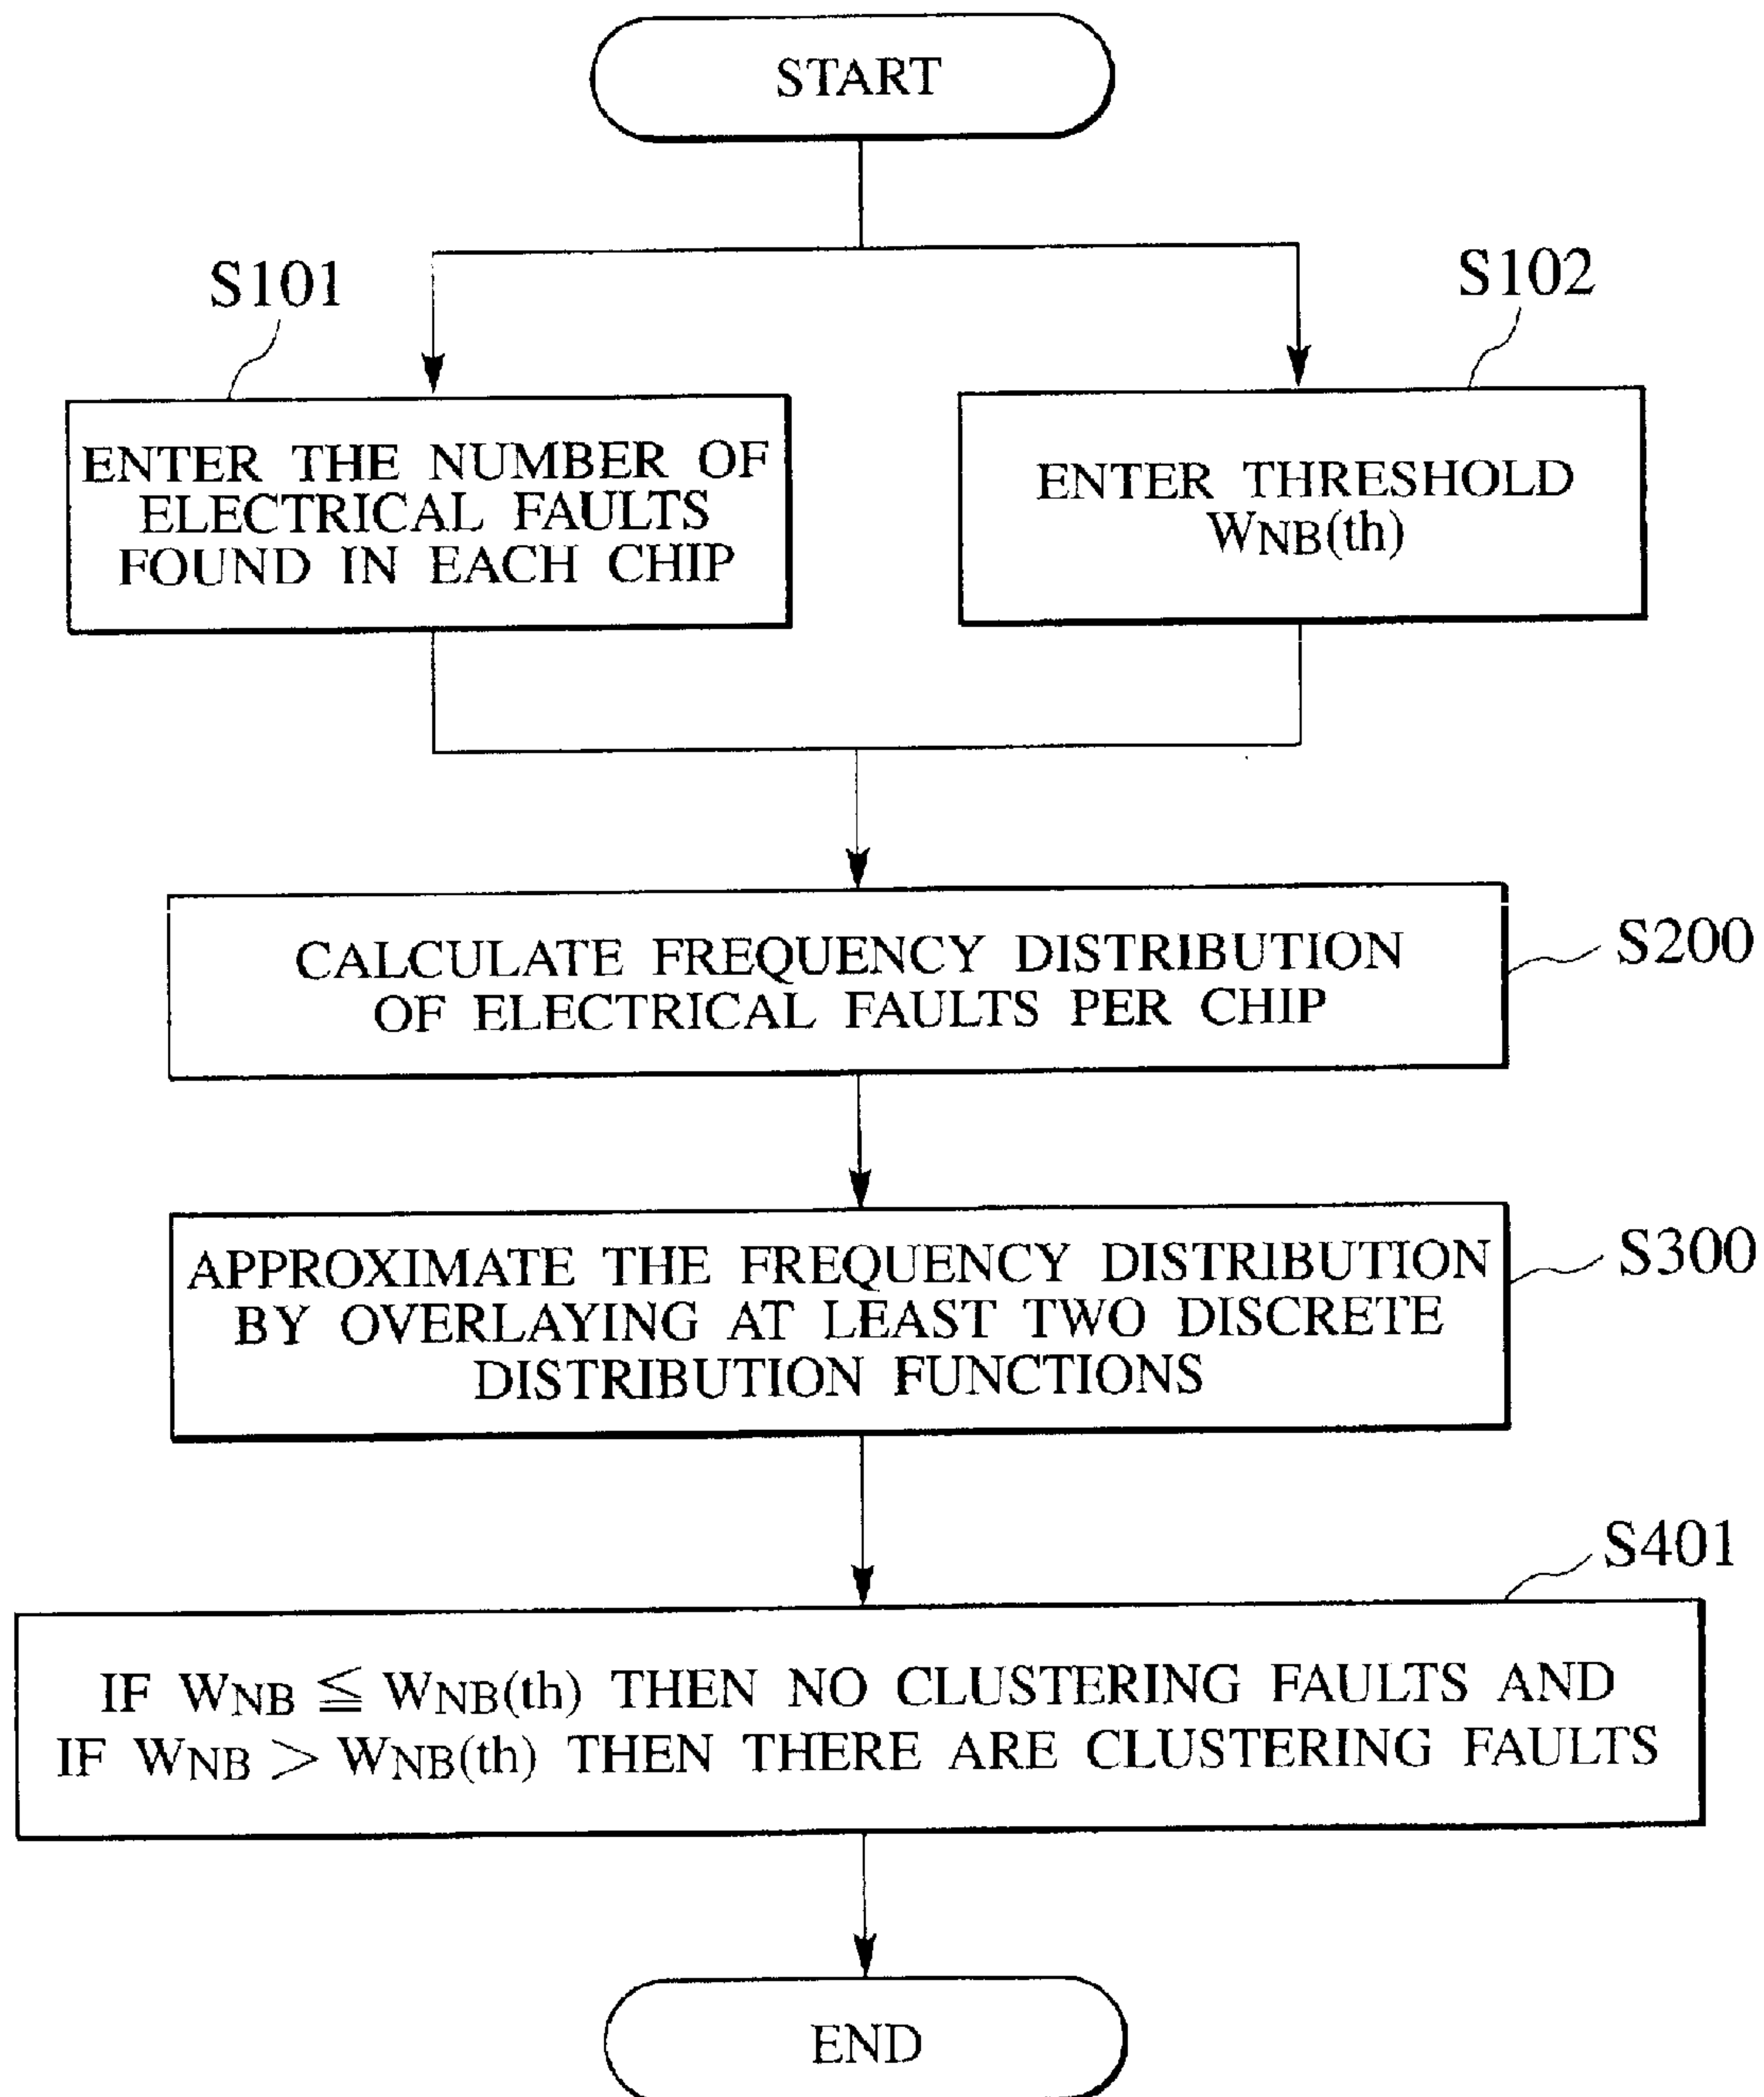 START
S101
S102
ENTER THE NUMBER OF
ELECTRICAL FAULTS
FOUND IN EACH CHIP
ENTER THRESHOLD
WNB(th)
CALCULATE FREQUENCY DISTRIBUTION
OF ELECTRICAL FAULTS PER CHIP
S200
APPROXIMATE THE FREQUENCY DISTRIBUTION
BY OVERLAYING AT LEAST TWO DISCRETE
DISTRIBUTION FUNCTIONS
S300
S401
IF WNB ≦ WNB(th) THEN NO CLUSTERING FAULTS AND
IF WNB > WNB(th) THEN THERE ARE CLUSTERING FAULTS
END